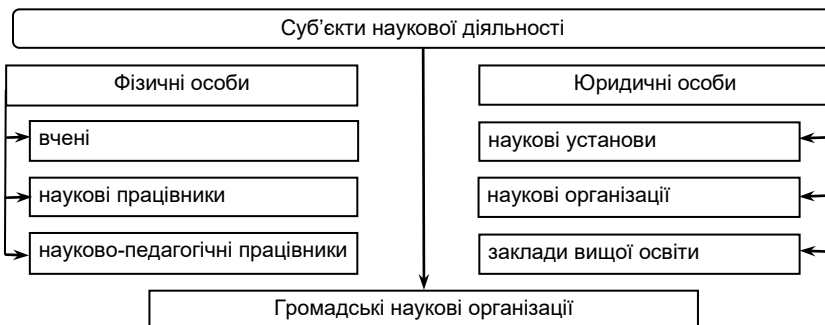 Суб’єкти наукової діяльності
Фізичні особи
вчені
наукові працівники
науково-педагогічні працівники
Юридичні особи
наукові установи
наукові організації
заклади вищої освіти
Громадські наукові організації